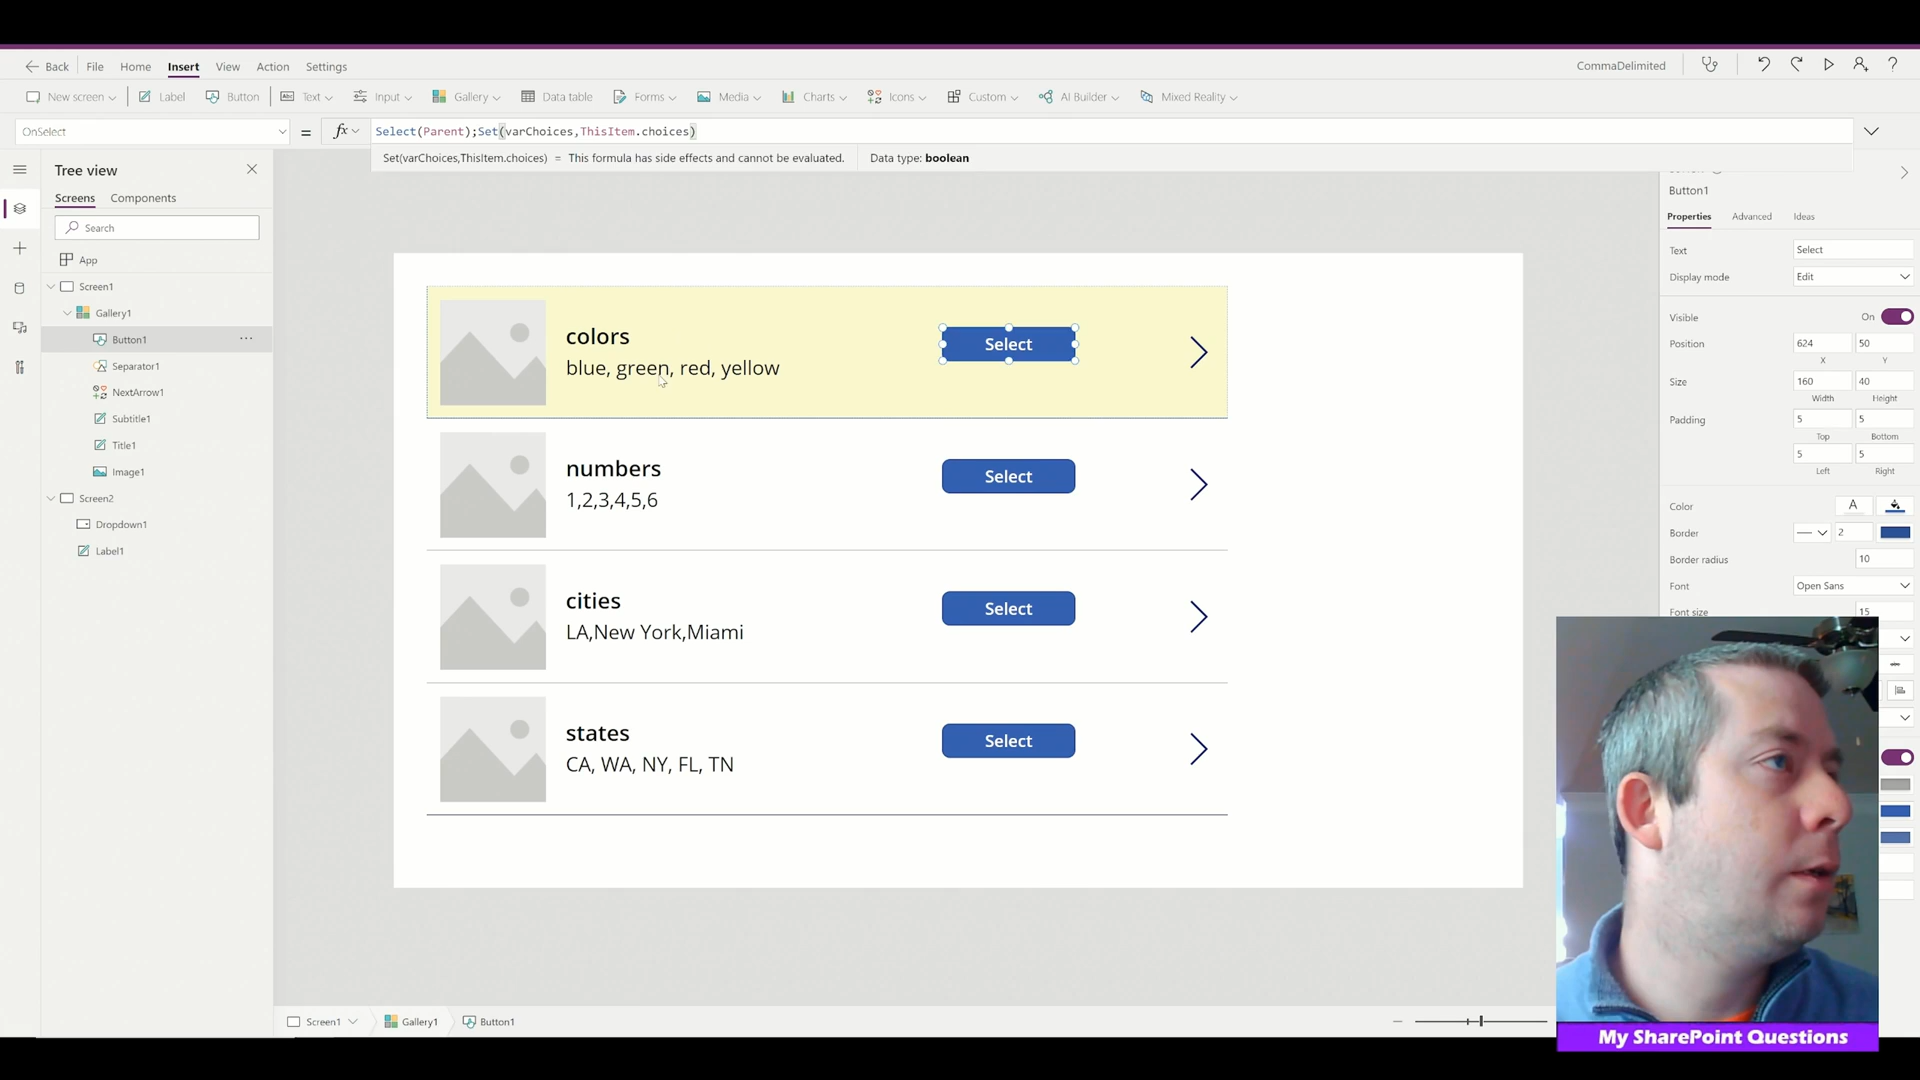 Back File Home Insert View Action Settings CommaDelimited ?
New screen Label Button Text Input Gallery Data table Forms Media Charts Icons Custom AI Builder Mixed Reality
OnSelect = fx Select(Parent);Set(varChoices,ThisItem.choices)
Set(varChoices,ThisItem.choices) = This formula has side effects and cannot be evaluated. Data type: boolean
Tree view
Screens Components
Search
App
Screen1
Gallery1
Button1 ...
Separator1
NextArrow1
Subtitle1
Title1
Image1
Screen2
Dropdown1
Label1
colors
blue, green, red, yellow
Select
numbers
1,2,3,4,5,6
Select
cities
LA,New York,Miami
Select
states
CA, WA, NY, FL, TN
Select
Button1
Properties Advanced Ideas
Text Select
Display mode Edit
Visible On
Position 624 50
X Y
Size 160 40
Width Height
Padding 5 5
Top Bottom
5 5
Left Right
Color A
Border 2
Border radius 10
Font Open Sans
Font size 15
Screen1 Gallery1 Button1
My SharePoint Questions